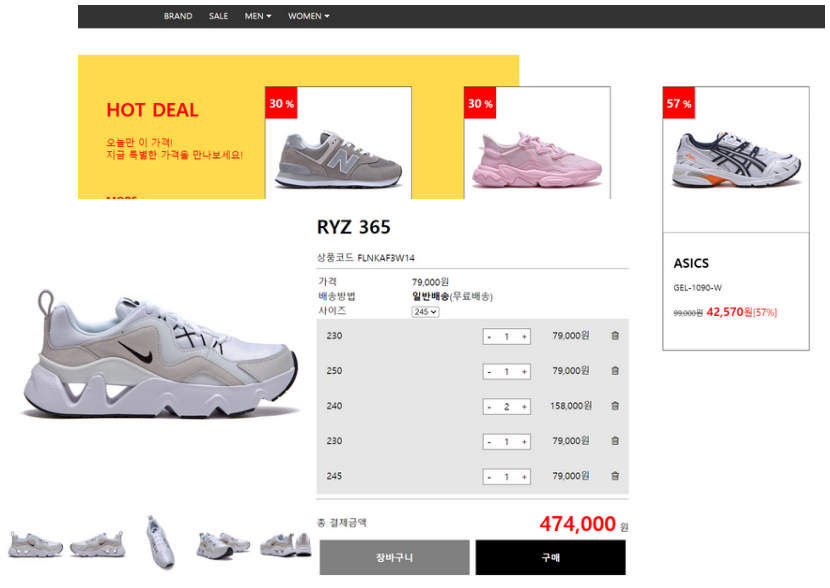 BRAND SALE MEN WOMEN
HOT DEAL
오늘만 이 가격!
지금 특별한 가격을 만나보세요!
30 %
30 %
57 %
ASICS
GEL-1090-W
99,000원 42,570원[57%]
RYZ 365
상품코드 FLNKAF3W14
가격 79,000원
배송방법 일반배송(무료배송)
사이즈 245
230 - 1 + 79,000원
250 - 1 + 79,000원
240 - 2 + 158,000원
230 - 1 + 79,000원
245 - 1 + 79,000원
총 결제금액 474,000 원
장바구니 구매